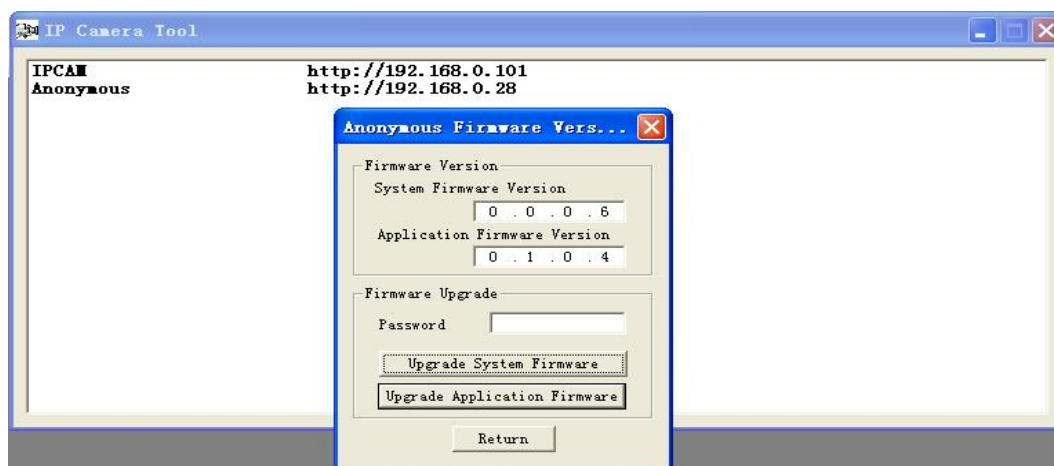 IP Camera Tool
IPCAM http://192.168.0.101
Anonymous http://192.168.0.28
Anonymous Firmware Vers...
Firmware Version
System Firmware Version
0 . 0 . 0 . 6
Application Firmware Version
0 . 1 . 0 . 4
Firmware Upgrade
Password
Upgrade System Firmware
Upgrade Application Firmware
Return